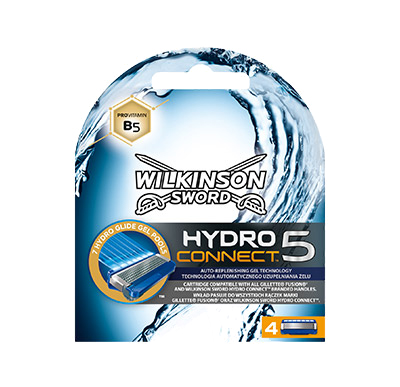 PROVITAMIN
B5
WILKINSON
SWORD
7 HYDRO GLIDE GEL POOLS
HYDRO 5
CONNECT™
AUTO-REPLENISHING GEL TECHNOLOGY
TECHNOLOGIA AUTOMATYCZNEGO UZUPEŁNIANIA ŻELU
CARTRIDGE COMPATIBLE WITH ALL GILLETTE® FUSION®
AND WILKINSON SWORD HYDRO CONNECT™ BRANDED HANDLES.
WKŁAD PASUJE DO WSZYSTKICH RĄCZEK MARKI
GILLETTE® FUSION® ORAZ WILKINSON SWORD HYDRO CONNECT™.
™
4